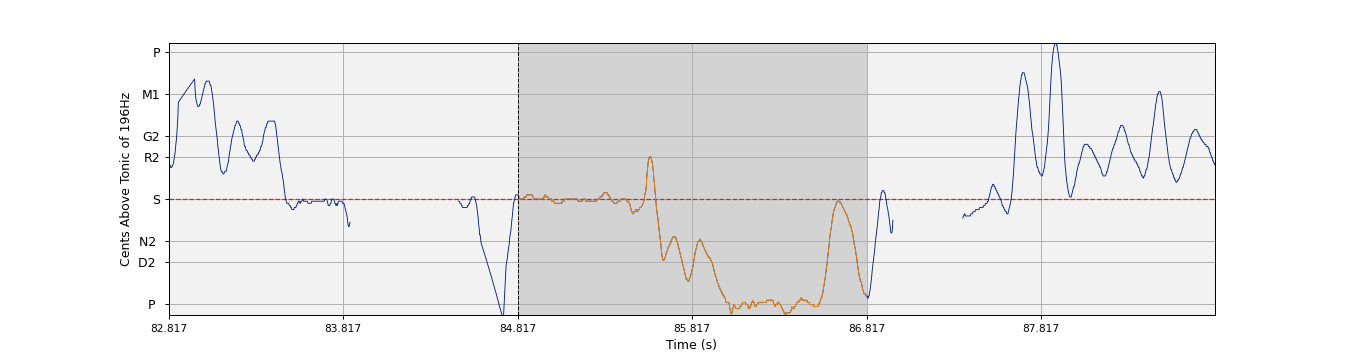 P
M1
G2
R2
S
N2
D2
P
Cents Above Tonic of 196Hz
82.817 83.817 84.817 85.817 86.817 87.817
Time (s)